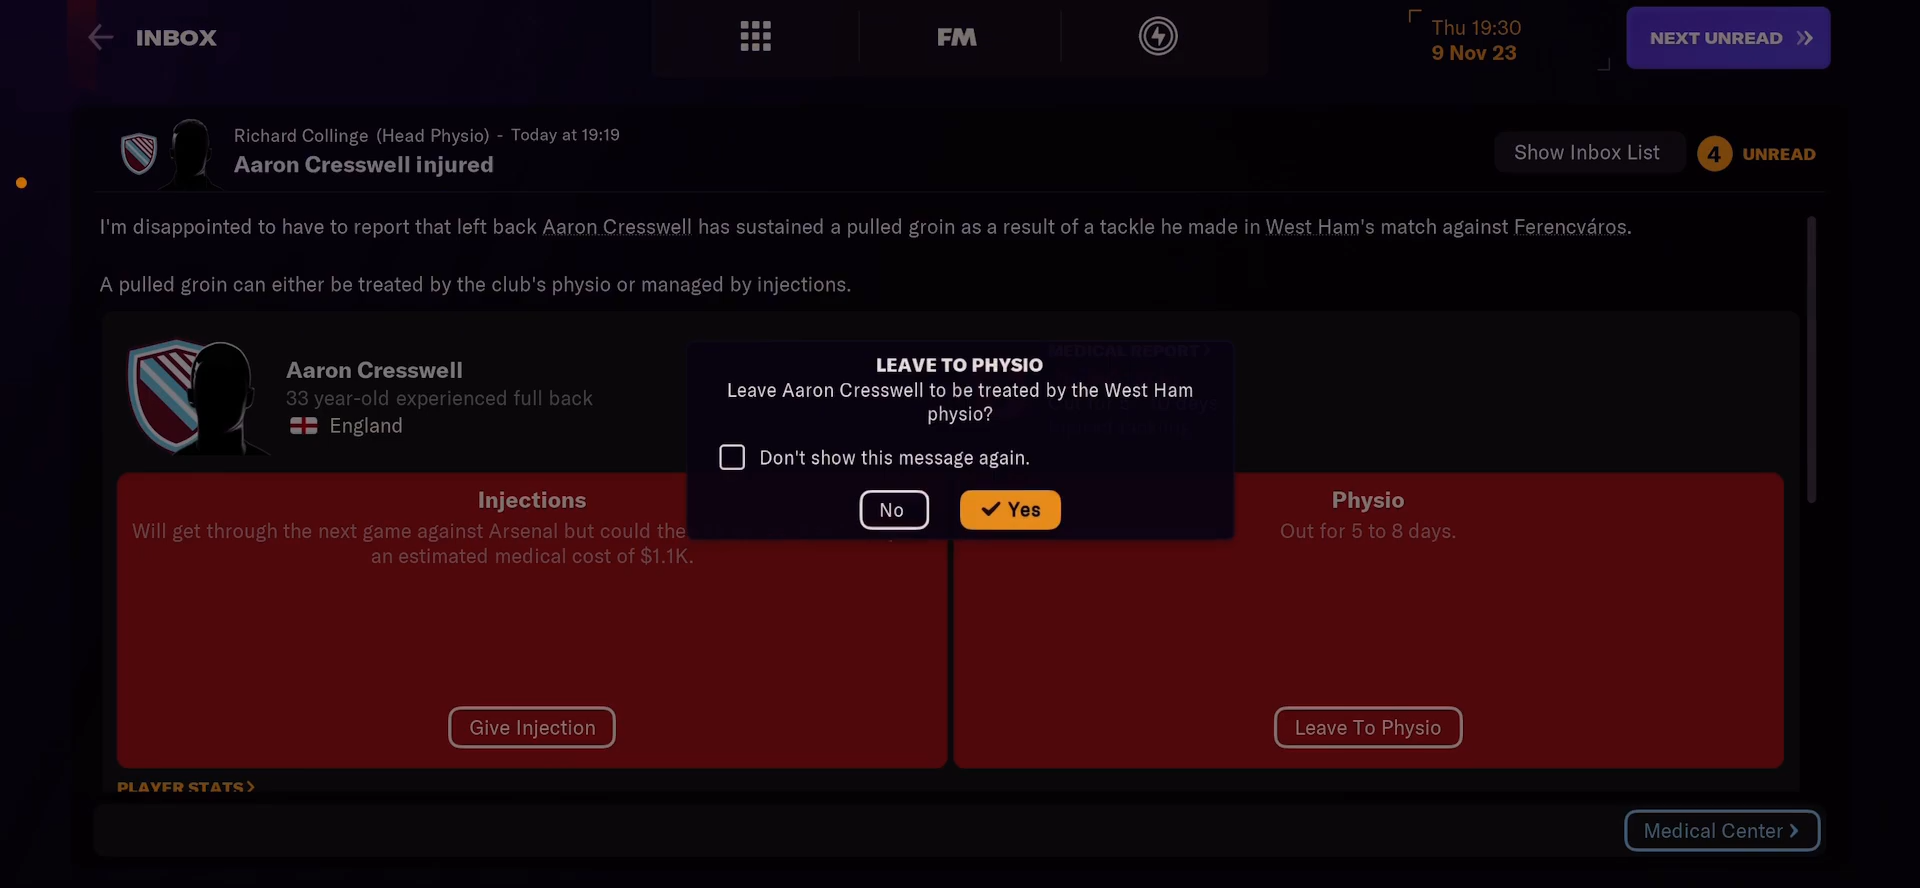 INBOX
FM
Thu 19:30
9 Nov 23
NEXT UNREAD
Richard Collinge (Head Physio) - Today at 19:19
Aaron Cresswell injured
Show Inbox List
4 UNREAD
I'm disappointed to have to report that left back Aaron Cresswell has sustained a pulled groin as a result of a tackle he made in West Ham's match against Ferencváros.
A pulled groin can either be treated by the club's physio or managed by injections.
Aaron Cresswell
33 year-old experienced full back
England
MEDICAL REPORT
LEAVE TO PHYSIO
Leave Aaron Cresswell to be treated by the West Ham
physio?
Don't show this message again.
No
Yes
Injections
Will get through the next game against Arsenal but could the
an estimated medical cost of $1.1K.
Give Injection
Physio
Out for 5 to 8 days.
Leave To Physio
PLAYER STATS
Medical Center